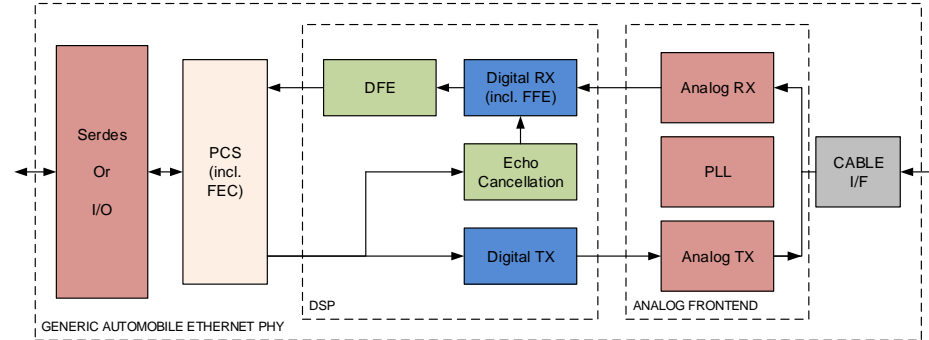 Serdes
Or
I/O
PCS
(incl.
FEC)
DFE
Digital RX
(incl. FFE)
Echo
Cancellation
Digital TX
DSP
Analog RX
PLL
Analog TX
ANALOG FRONTEND
CABLE
I/F
GENERIC AUTOMOBILE ETHERNET PHY